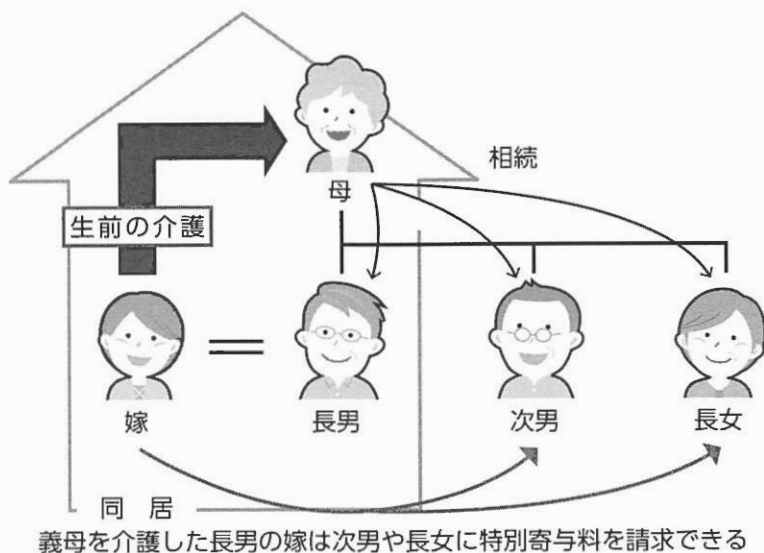 相続
母
生前の介護
嫁
長男
次男
長女
同 居
義母を介護した長男の嫁は次男や長女に特別寄与料を請求できる